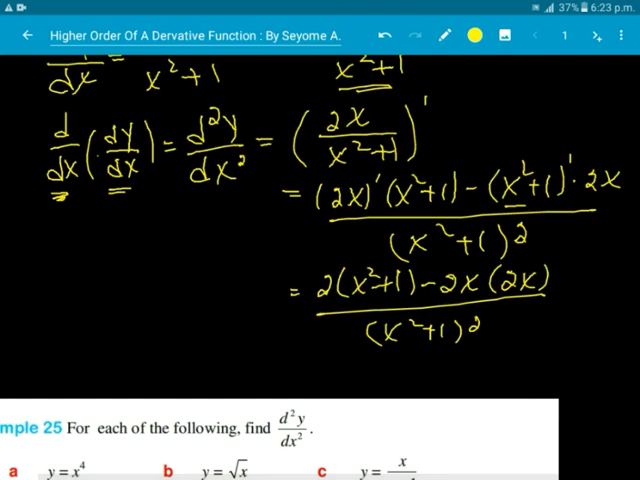 37% 6:23 p.m.
Higher Order Of A Dervative Function : By Seyome A.
1
dx = x²+1 x²+1
d/dx (dy/dx) = d²y/dx² = (2x/(x²+1))'
= ((2x)'(x²+1) - (x²+1)'·2x)/(x²+1)²
= (2(x²+1) - 2x(2x))/(x²+1)²
mple 25 For each of the following, find d²y/dx².
a y = x⁴ b y = √x c y = x